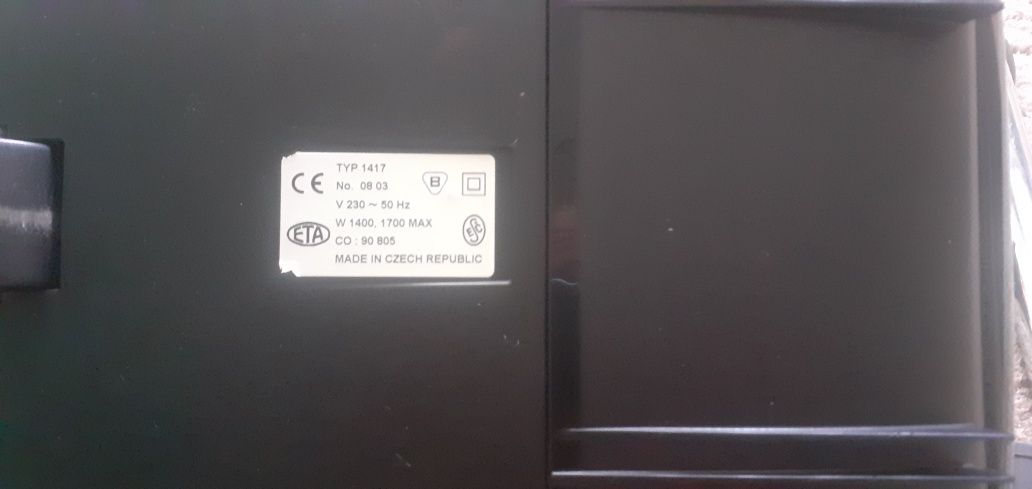 TYP 1417
CE
No. 08 03
B
V 230 ~ 50 Hz
W 1400, 1700 MAX
ETA
ESC
CO : 90 805
MADE IN CZECH REPUBLIC